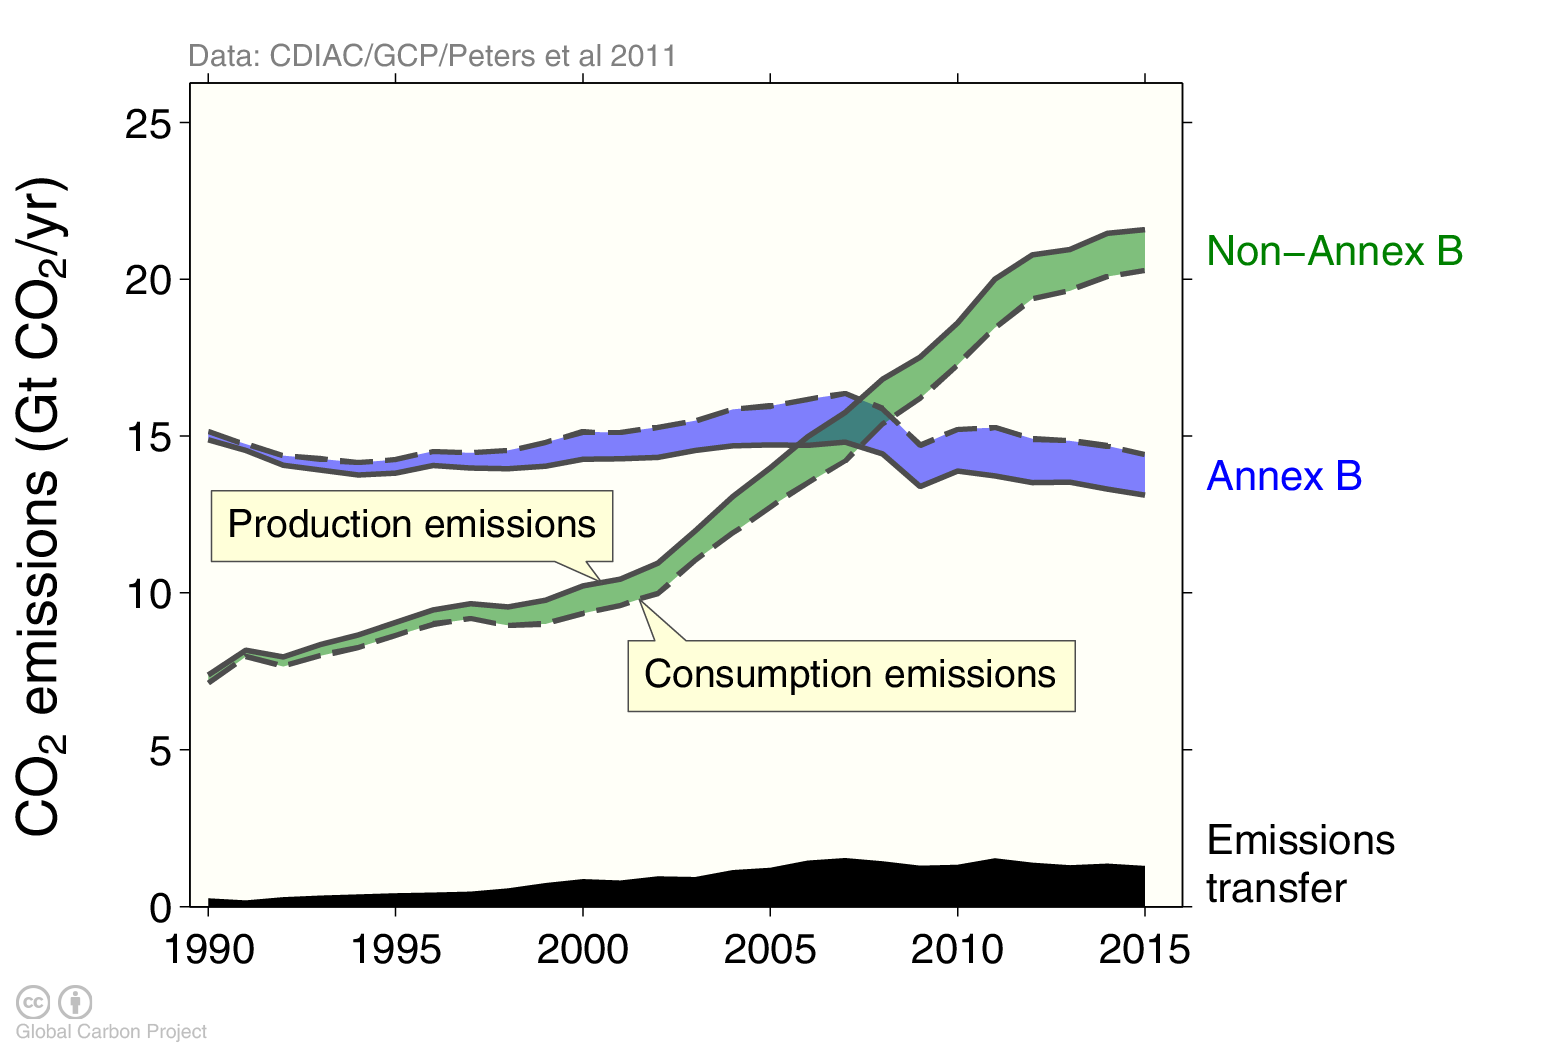 Data: CDIAC/GCP/Peters et al 2011
CO₂ emissions (Gt CO₂/yr)
25
20
15
10
5
0
1990
1995
2000
2005
2010
2015
Non−Annex B
Annex B
Production emissions
Consumption emissions
Emissions
transfer
cc
Global Carbon Project